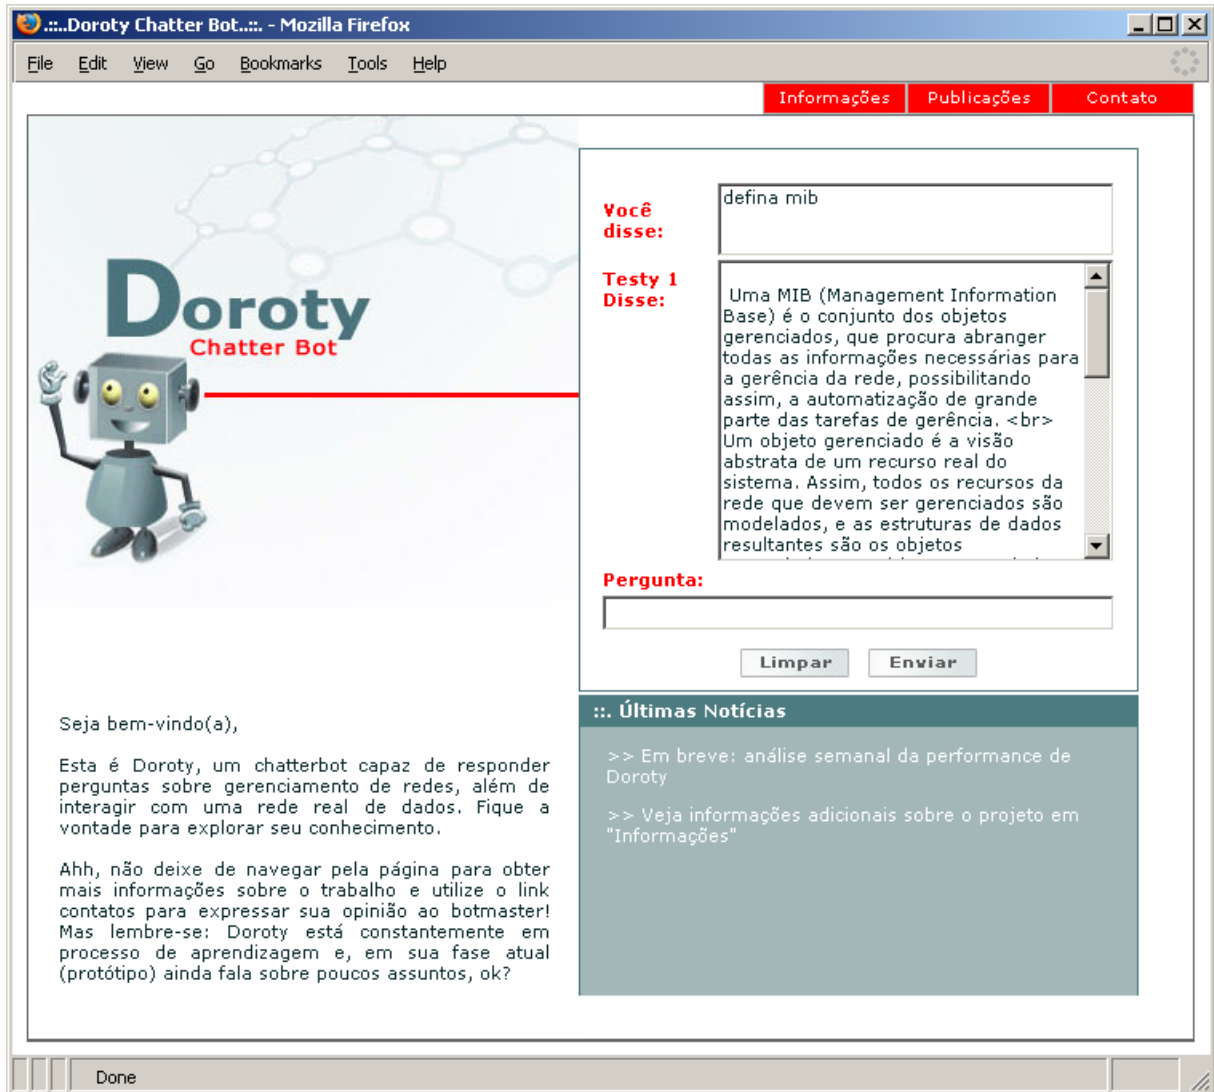 .::..Doroty Chatter Bot..::. - Mozilla Firefox
File Edit View Go Bookmarks Tools Help
Informações Publicações Contato
Doroty
Chatter Bot
Você
disse:
defina mib
Testy 1
Disse:
Uma MIB (Management Information
Base) é o conjunto dos objetos
gerenciados, que procura abranger
todas as informações necessárias para
a gerência da rede, possibilitando
assim, a automatização de grande
parte das tarefas de gerência. <br>
Um objeto gerenciado é a visão
abstrata de um recurso real do
sistema. Assim, todos os recursos da
rede que devem ser gerenciados são
modelados, e as estruturas de dados
resultantes são os objetos
Pergunta:
Limpar Enviar
Seja bem-vindo(a),
Esta é Doroty, um chatterbot capaz de responder
perguntas sobre gerenciamento de redes, além de
interagir com uma rede real de dados. Fique a
vontade para explorar seu conhecimento.
Ahh, não deixe de navegar pela página para obter
mais informações sobre o trabalho e utilize o link
contatos para expressar sua opinião ao botmaster!
Mas lembre-se: Doroty está constantemente em
processo de aprendizagem e, em sua fase atual
(protótipo) ainda fala sobre poucos assuntos, ok?
::. Últimas Notícias
>> Em breve: análise semanal da performance de
Doroty
>> Veja informações adicionais sobre o projeto em
"Informações"
Done